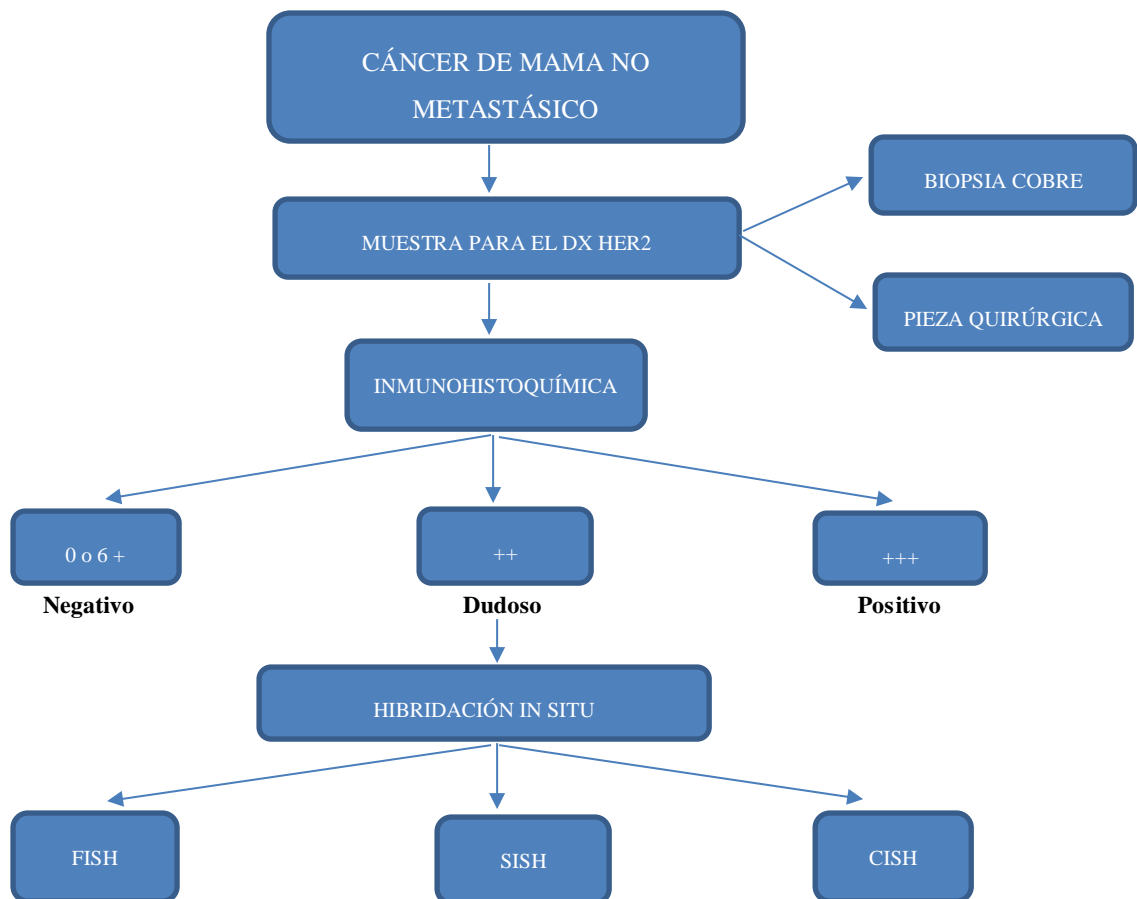 CÁNCER DE MAMA NO
METASTÁSICO
BIOPSIA COBRE
MUESTRA PARA EL DX HER2
PIEZA QUIRÚRGICA
INMUNOHISTOQUÍMICA
0 o 6 +
++
+++
Negativo
Dudoso
Positivo
HIBRIDACIÓN IN SITU
FISH
SISH
CISH